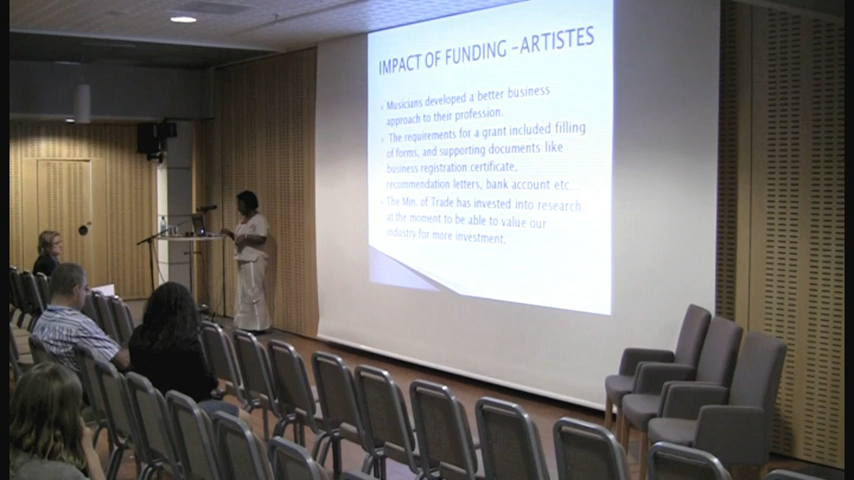 IMPACT OF FUNDING -ARTISTES
Musicians developed a better business
approach to their profession.
The requirements for a grant included filling
of forms, and supporting documents like
business registration certificate,
recommendation letters, bank account etc...
The Min. of Trade has invested into research
at the moment to be able to value our
industry for more investment.